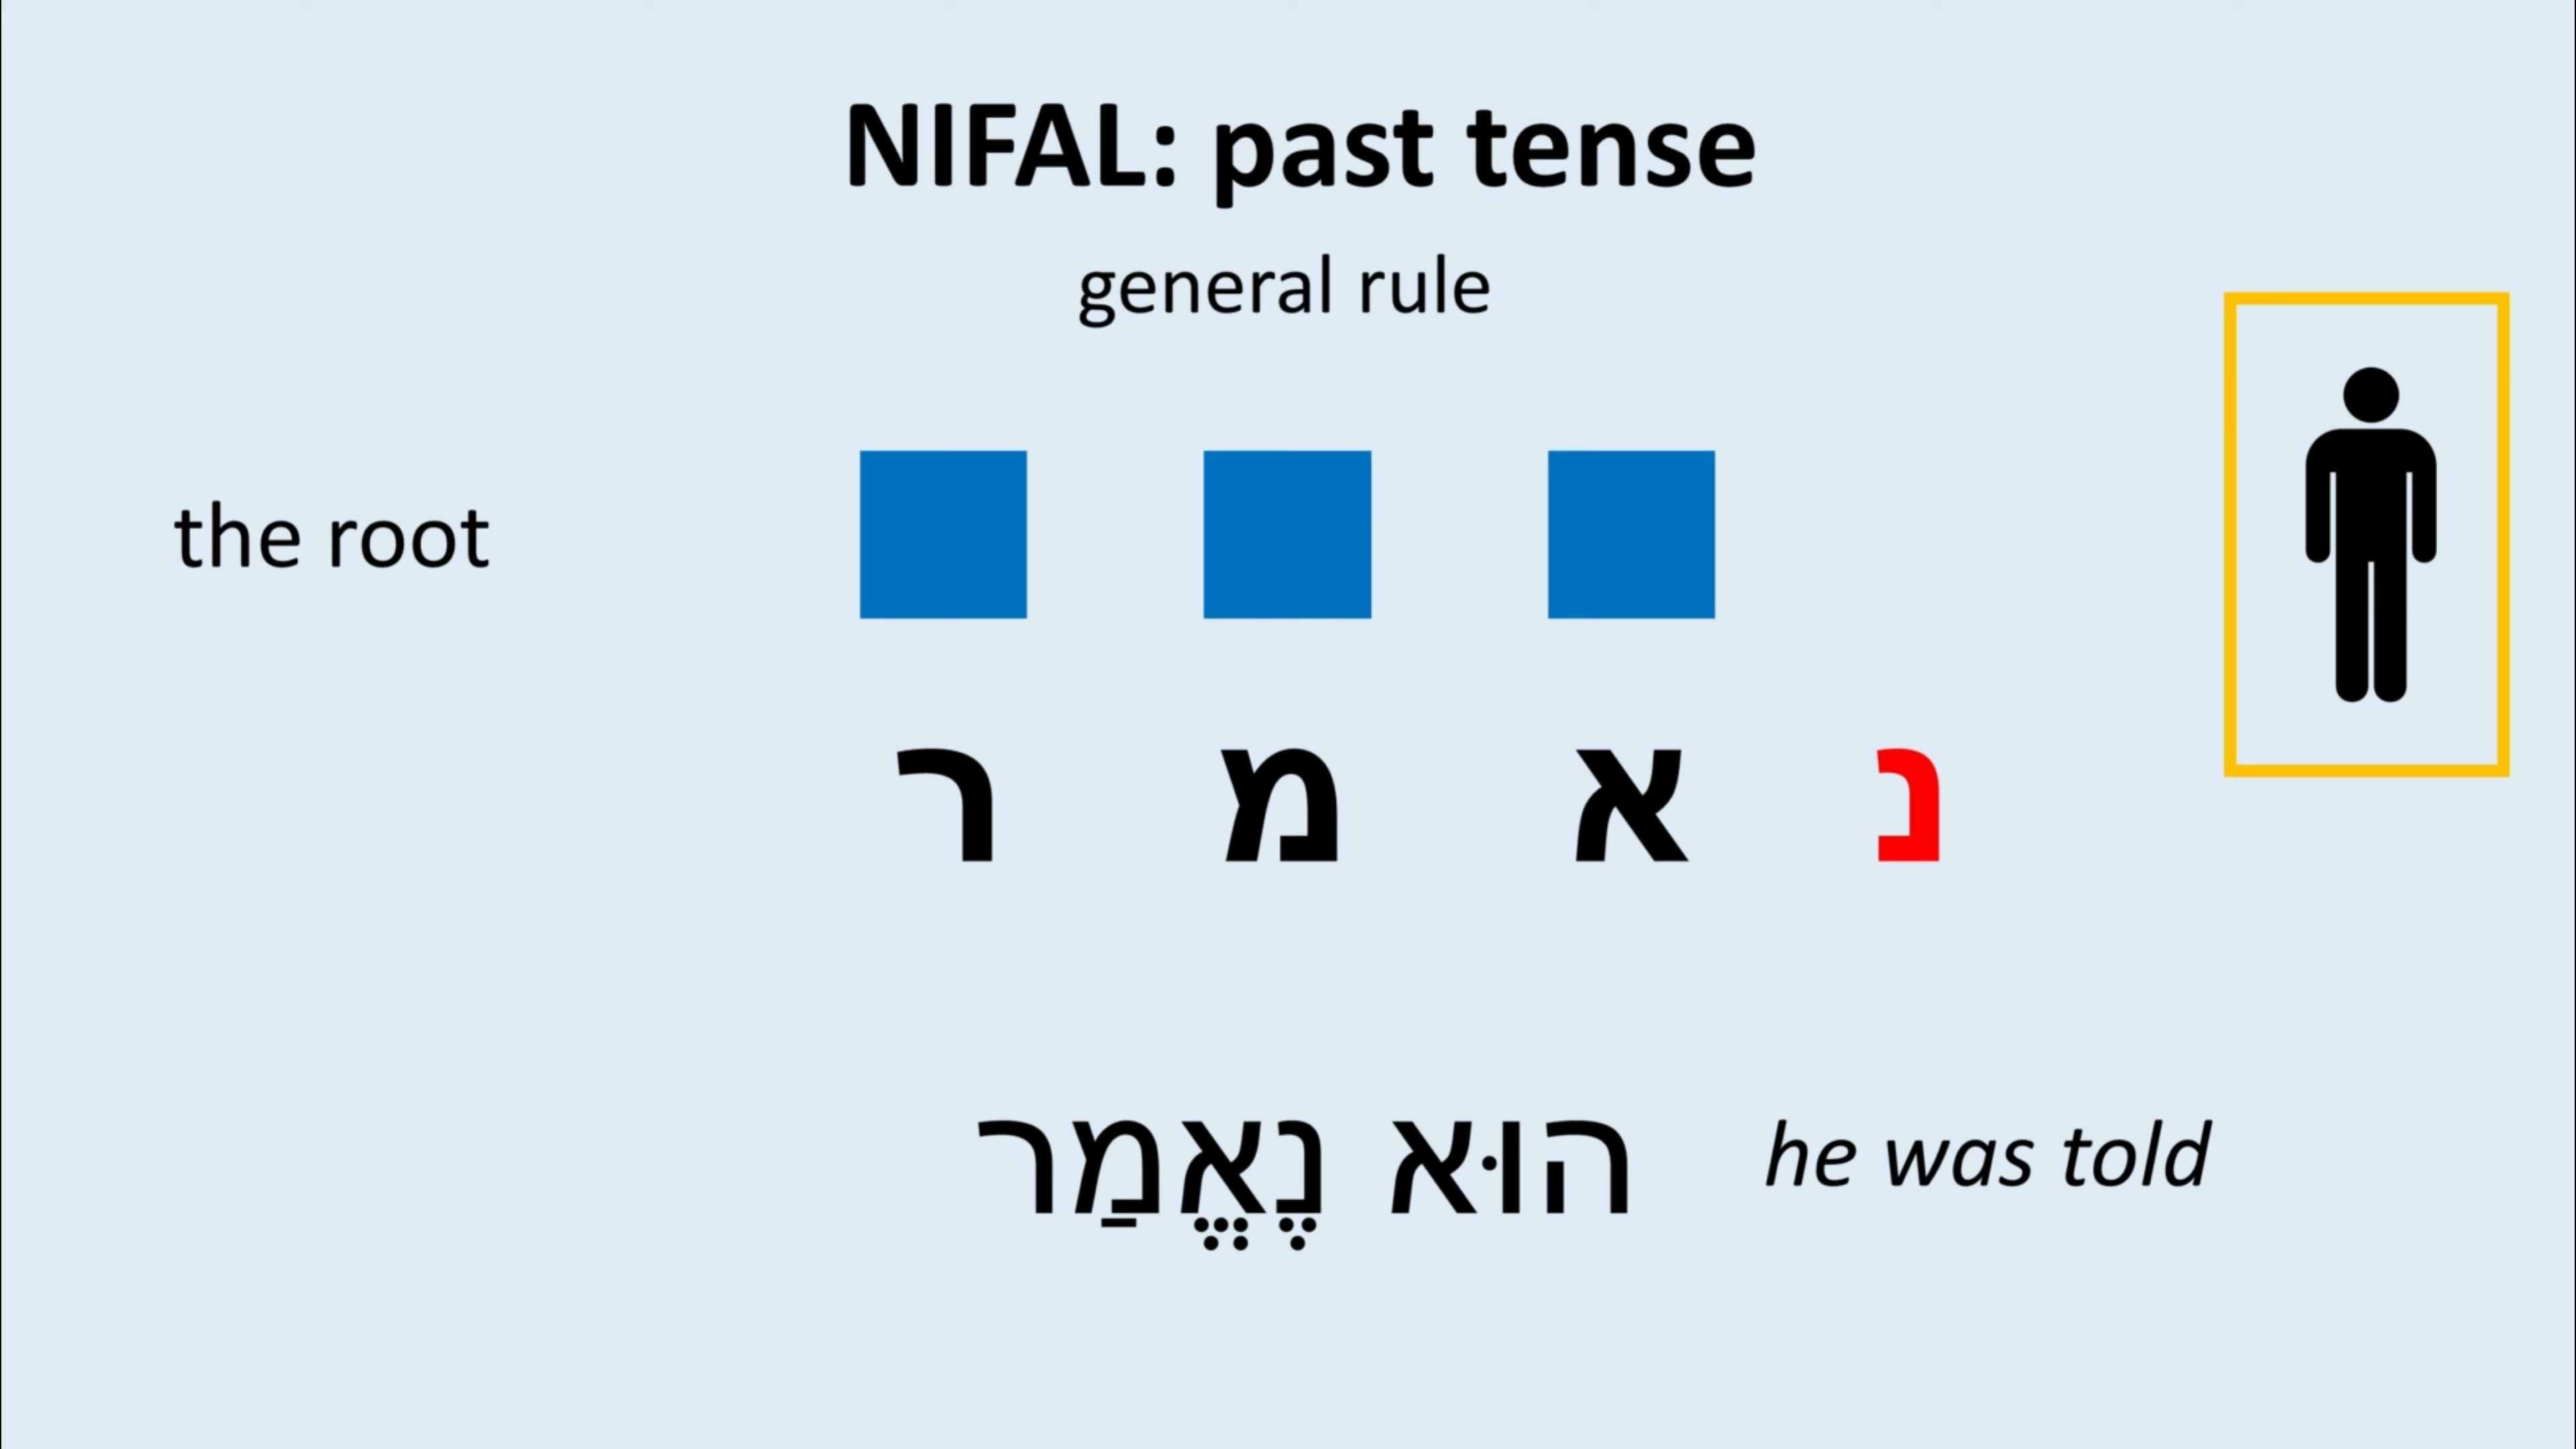 NIFAL: past tense
general rule
the root
נ א מ ר
הוּא נֶאֱמַר he was told